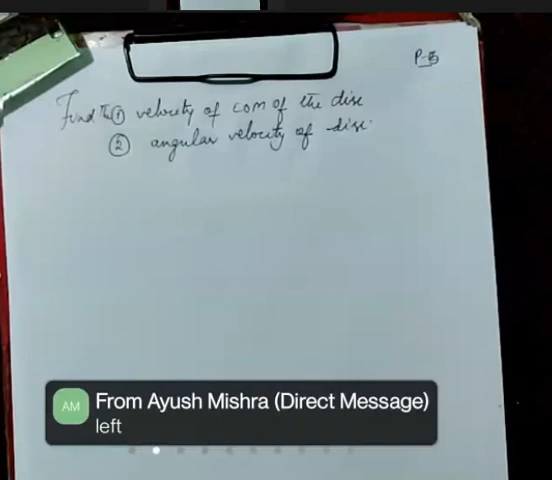 P-B
Find The ① velocity of com of the disc
② angular velocity of disc.
AM
From Ayush Mishra (Direct Message)
left